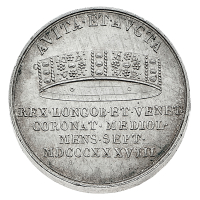 AVITA·ET·AVCTA
REX·LONGOB·ET·VENET·
CORONAT·MEDIOL·
MENS·SEPT·
MDCCCXXXVIII